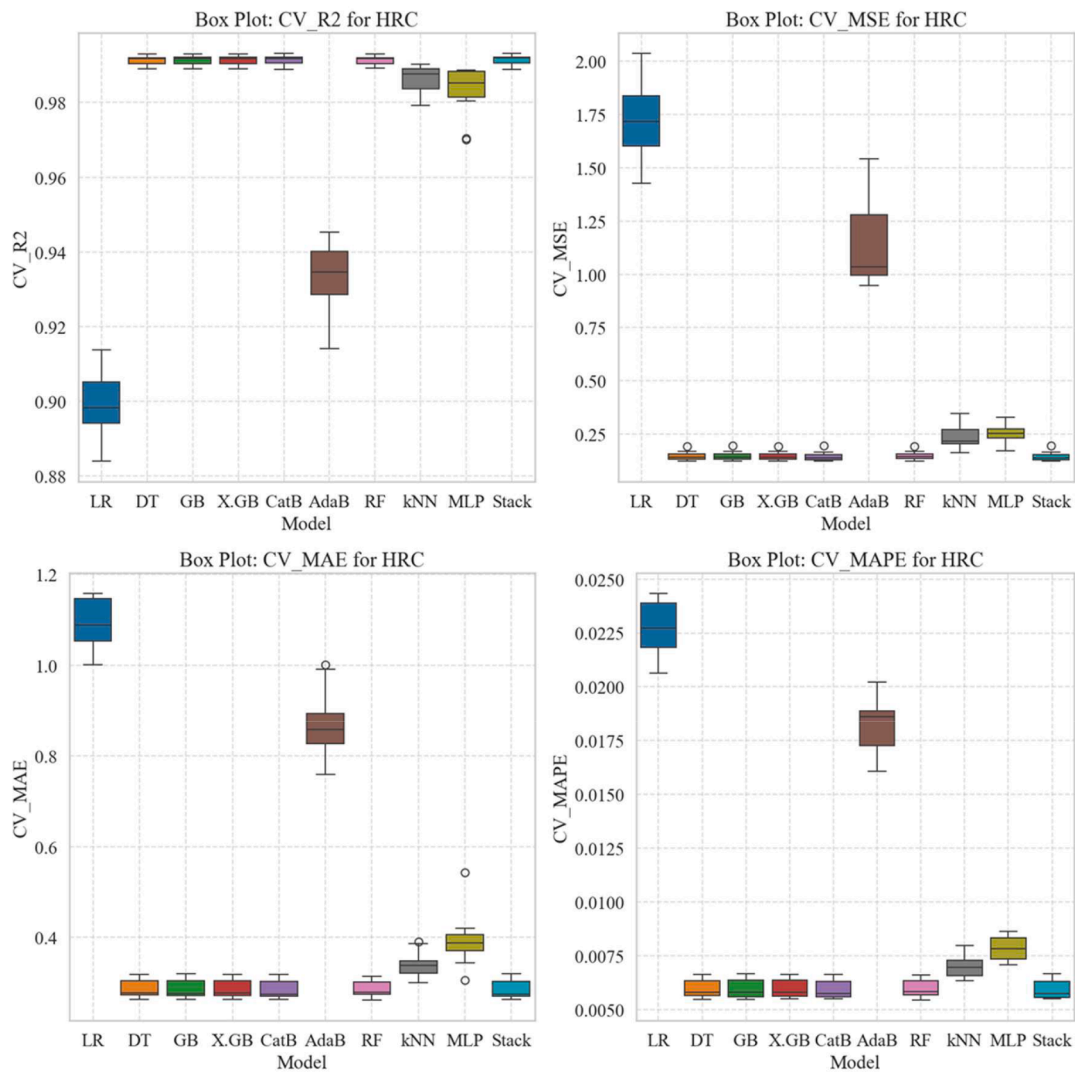 Box Plot: CV_R2 for HRC
CV_R2
0.98
0.96
0.94
0.92
0.90
0.88
LR DT GB X.GB CatB AdaB RF kNN MLP Stack
Model
Box Plot: CV_MSE for HRC
CV_MSE
2.00
1.75
1.50
1.25
1.00
0.75
0.50
0.25
LR DT GB X.GB CatB AdaB RF kNN MLP Stack
Model
Box Plot: CV_MAE for HRC
CV_MAE
1.2
1.0
0.8
0.6
0.4
LR DT GB X.GB CatB AdaB RF kNN MLP Stack
Model
Box Plot: CV_MAPE for HRC
CV_MAPE
0.0250
0.0225
0.0200
0.0175
0.0150
0.0125
0.0100
0.0075
0.0050
LR DT GB X.GB CatB AdaB RF kNN MLP Stack
Model